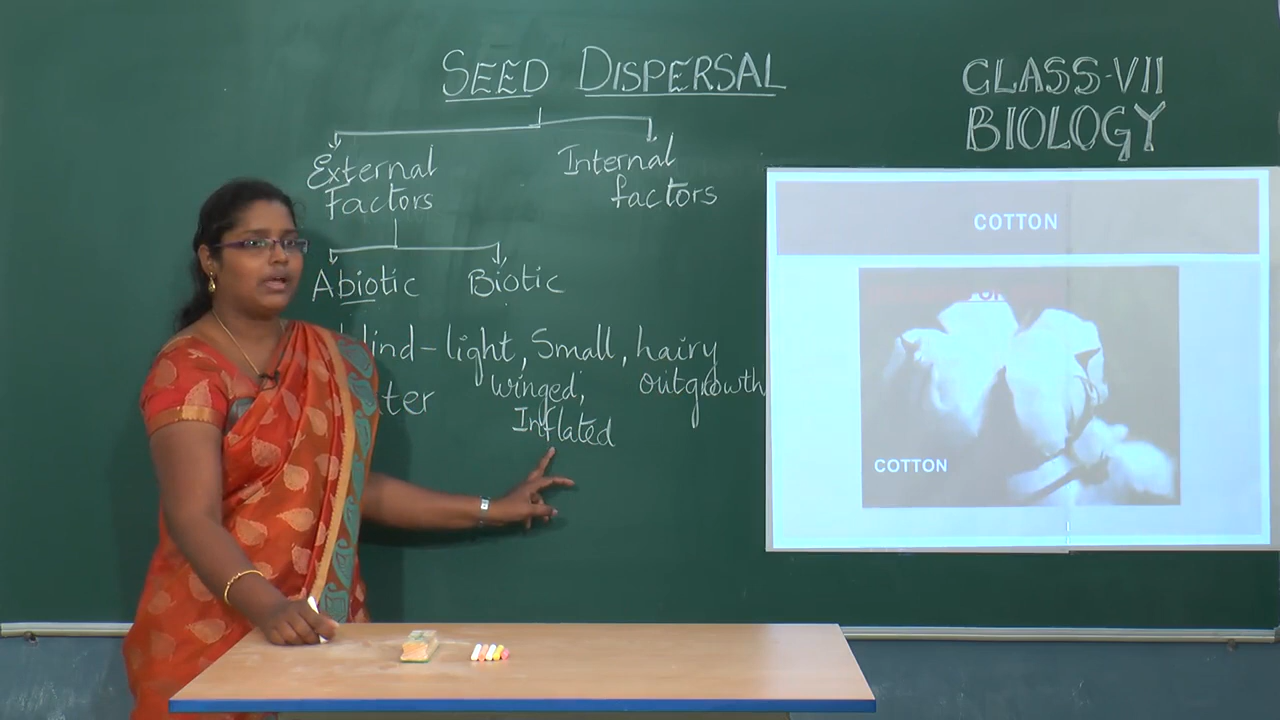 SEED DISPERSAL
CLASS-VII
BIOLOGY
External
Factors
Internal
factors
Abiotic
Biotic
light, Small, hairy
winged,
outgrowth
Inflated
COTTON
COTTON